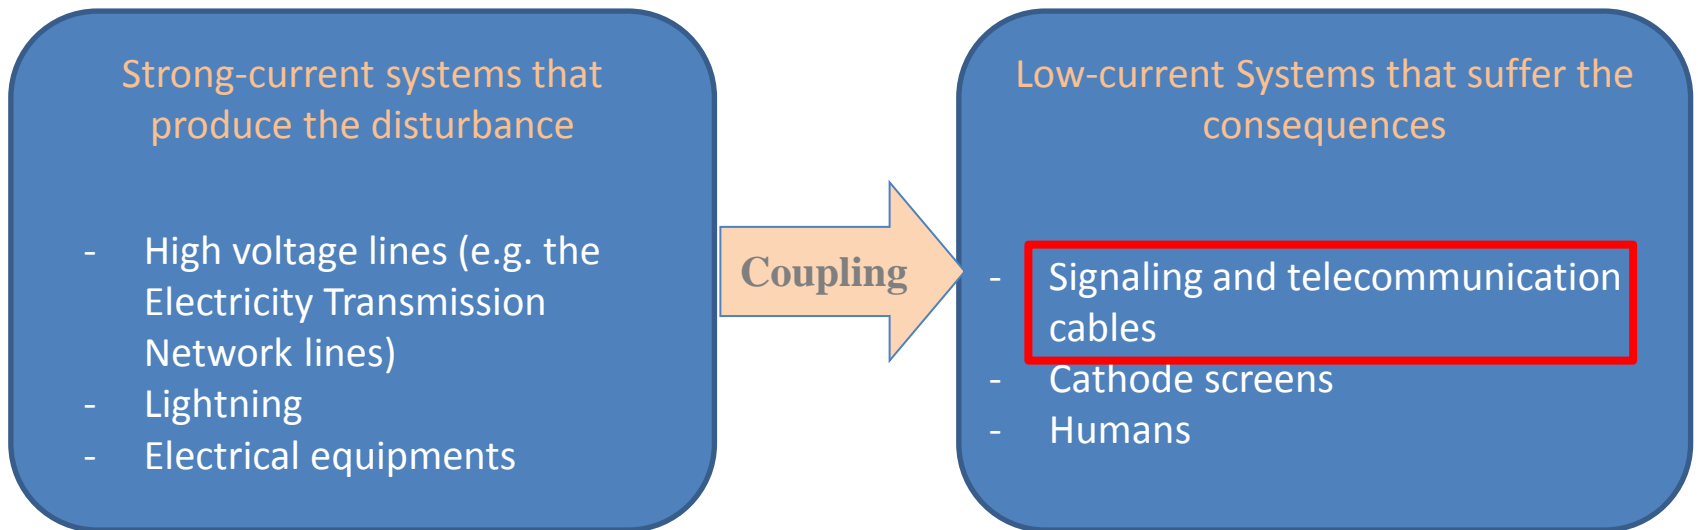 Strong-current systems that
produce the disturbance
- High voltage lines (e.g. the
Electricity Transmission
Network lines)
- Lightning
- Electrical equipments
Coupling
Low-current Systems that suffer the
consequences
- Signaling and telecommunication
cables
- Cathode screens
- Humans